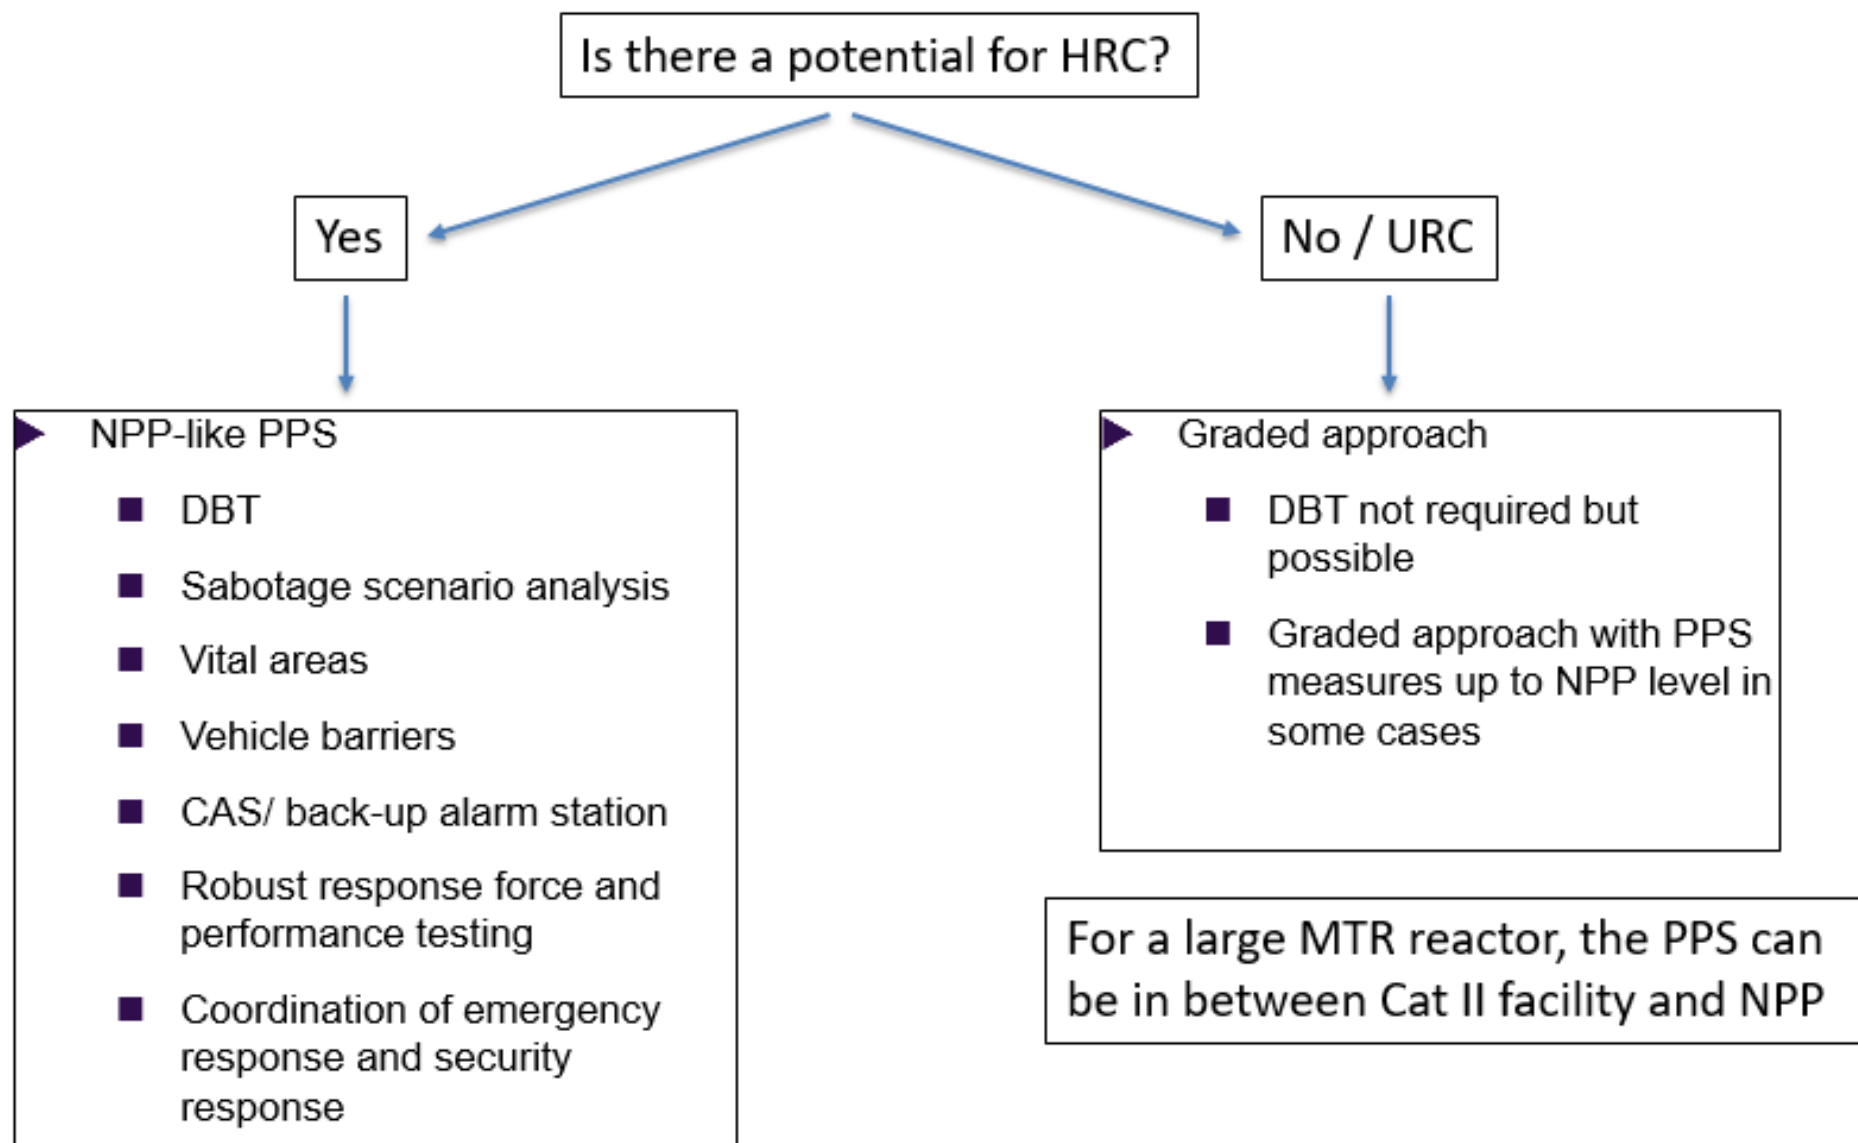 Is there a potential for HRC?
Yes
No / URC
NPP-like PPS
DBT
Sabotage scenario analysis
Vital areas
Vehicle barriers
CAS/ back-up alarm station
Robust response force and
performance testing
Coordination of emergency
response and security
response
Graded approach
DBT not required but
possible
Graded approach with PPS
measures up to NPP level in
some cases
For a large MTR reactor, the PPS can
be in between Cat II facility and NPP